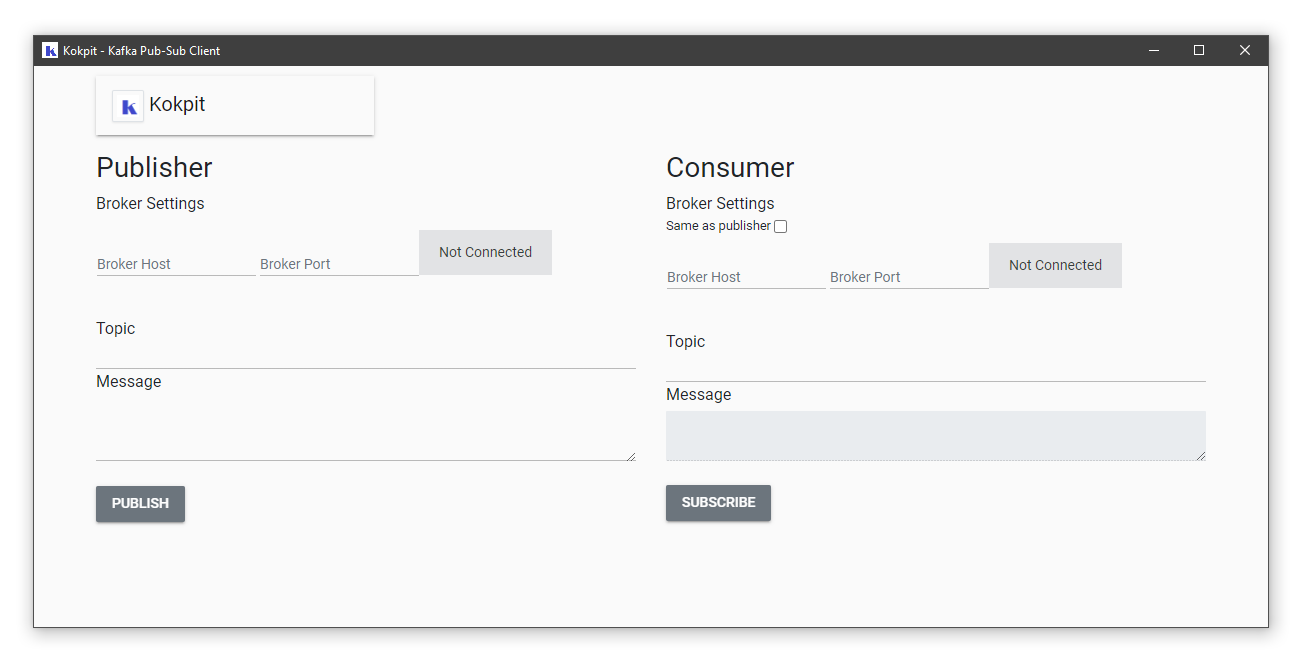 Kokpit - Kafka Pub-Sub Client
Kokpit
Publisher
Broker Settings
Broker Host Broker Port Not Connected
Topic
Message
PUBLISH
Consumer
Broker Settings
Same as publisher
Broker Host Broker Port Not Connected
Topic
Message
SUBSCRIBE